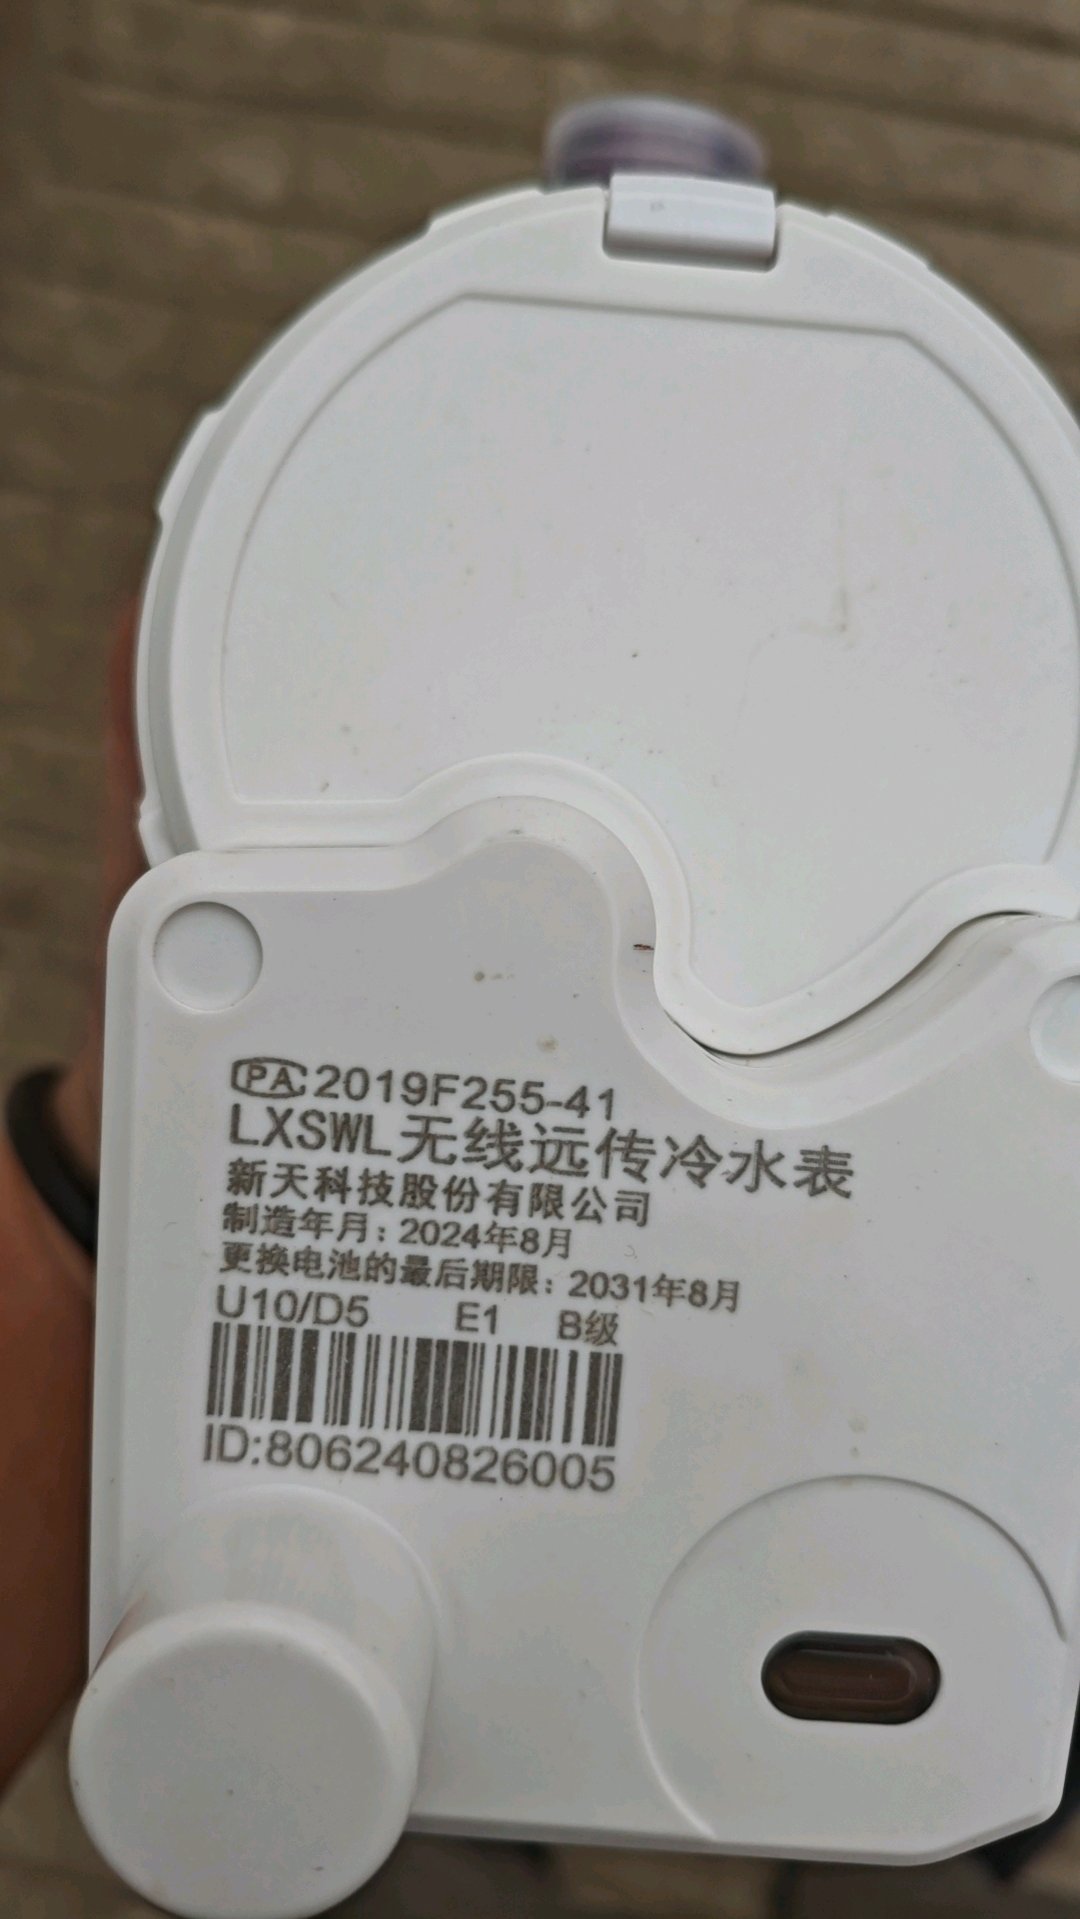 PA:2019F255-41
LXSWL无线远传冷水表
新天科技股份有限公司
制造年月：2024年8月
更换电池的最后期限：2031年8月
U10/D5 E1 B级
ID:806240826005